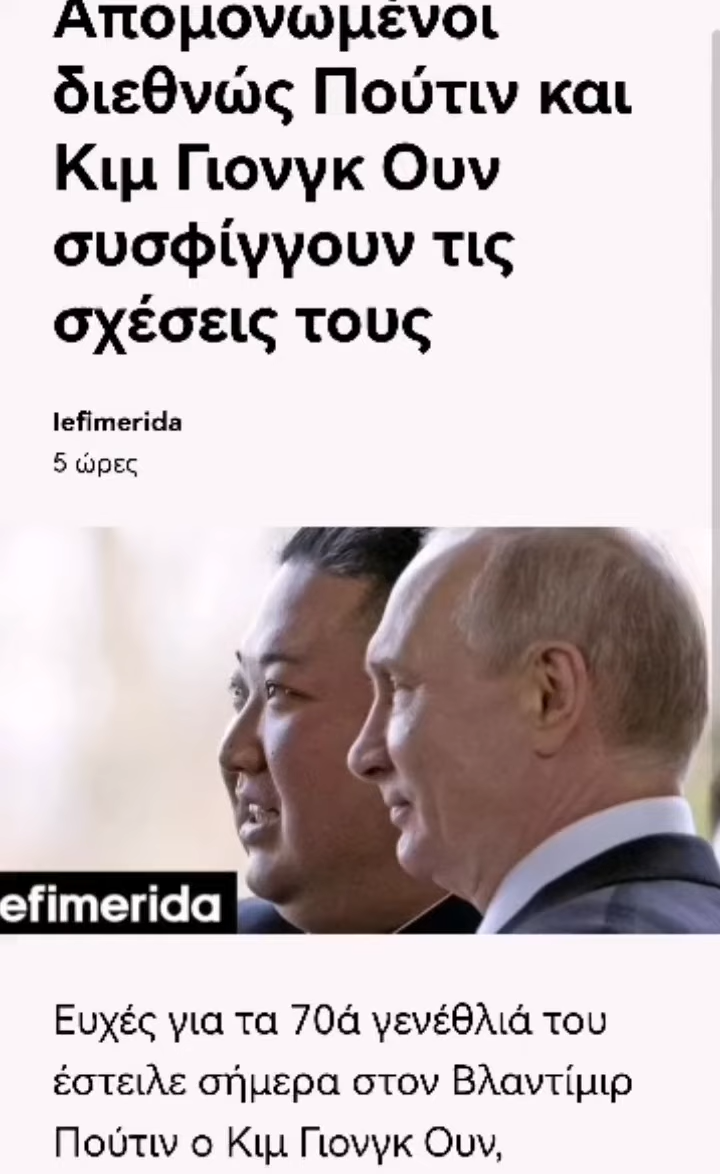 Απομονωμένοι
διεθνώς Πούτιν και
Κιμ Γιονγκ Ουν
συσφίγγουν τις
σχέσεις τους
Iefimerida
5 ώρες
efimerida
Ευχές για τα 70ά γενέθλιά του
έστειλε σήμερα στον Βλαντίμιρ
Πούτιν ο Κιμ Γιονγκ Ουν,